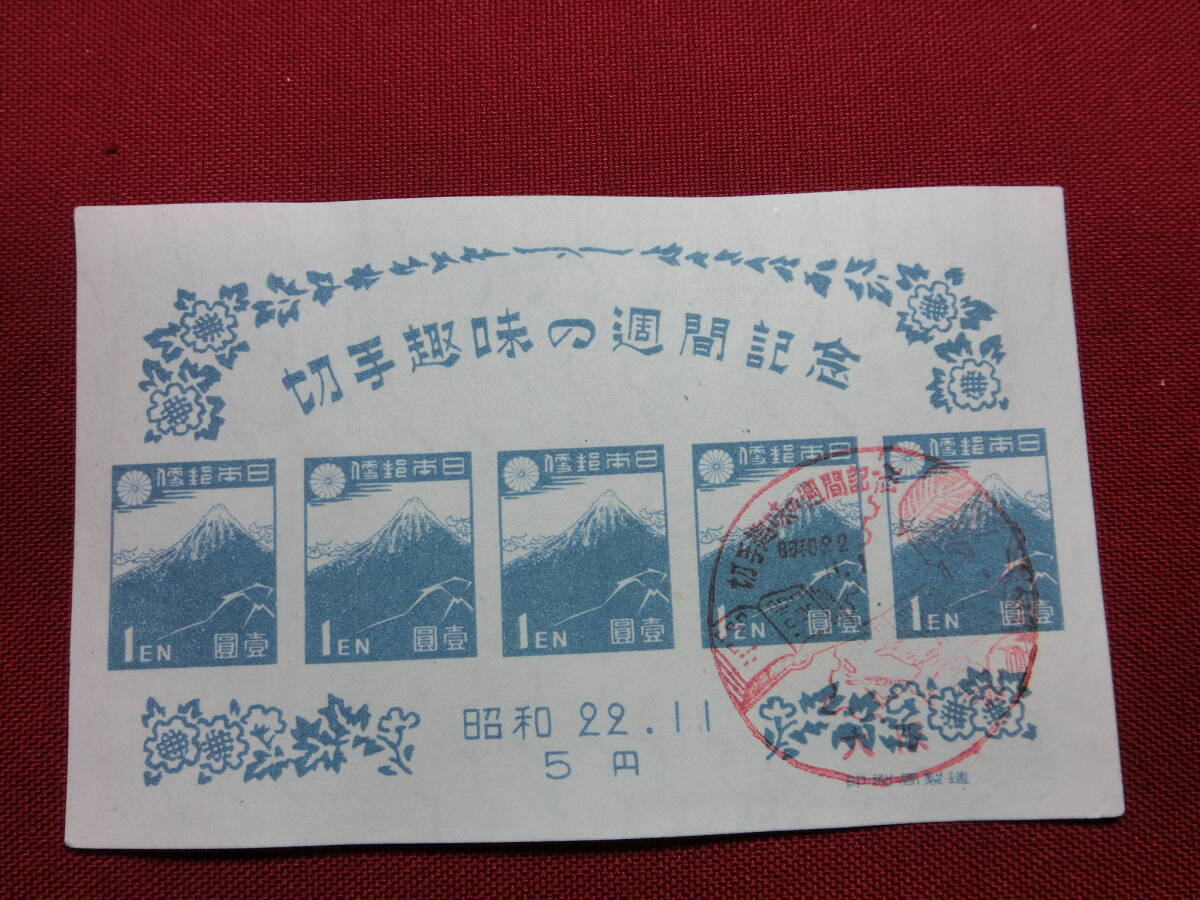 切手趣味の週間記念
日本郵便
1EN 壹圓
日本郵便
1EN 壹圓
日本郵便
1EN 壹圓
日本郵便
1EN 壹圓
日本郵便
1EN 壹圓
切手趣味の週間記念
昭和 22.11
5 円
印刷局製造